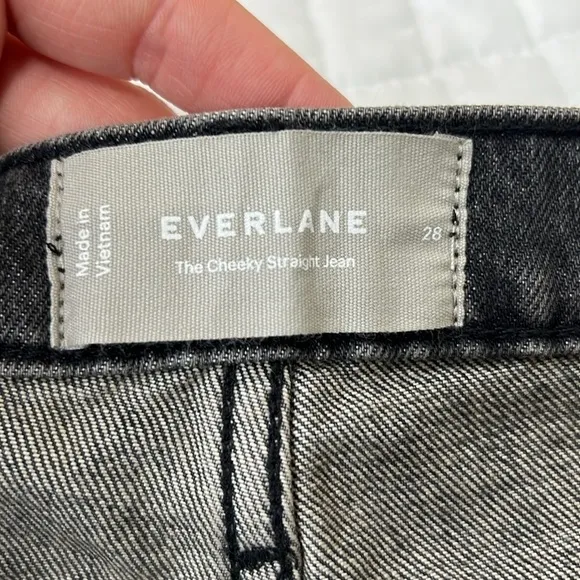 Made in
Vietnam
EVERLANE
The Cheeky Straight Jean
28